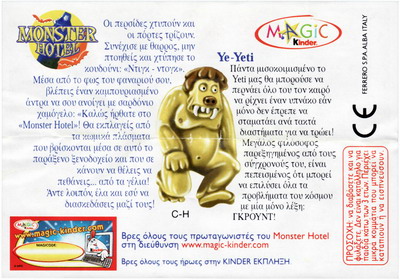 MONSTER
HOTEL
Οι περσίδες χτυπούν και
οι πόρτες τρίζουν.
Συνέχισε με θάρρος, μην
πτοηθείς και χτύπησε το
κουδούνι: «Ντιγκ - ντογκ».
Μέσα από το φως του φαναριού σου,
βλέπεις έναν καμπουριασμένο
άντρα να σου ανοίγει με σαρδόνιο
χαμόγελο: «Καλώς ήρθατε στο
«Monster Hotel»! Θα εκπλαγείς από
τα κωμικά πλάσματα
που βρίσκονται μέσα σε αυτό το
παράξενο ξενοδοχείο και που σε
κάνουν να θέλεις να
πεθάνεις... από τα γέλια!
Άντε λοιπόν, έλα και εσύ να
διασκεδάσεις μαζί τους!
MAGiC
Kinder
Ye-Yeti
Πάντα μισοκοιμισμένο το
Yeti μας θα μπορούσε να
περνάει όλο του τον καιρό
να ρίχνει έναν υπνάκο εάν
μόνο δεν έπρεπε να
σταματάει ανά τακτά
διαστήματα για να τρώει!
Μεγάλος φιλόσοφος
παρεξηγημένος από τους
σύγχρονούς του, είναι
πεπεισμένος ότι μπορεί
να επιλύσει όλα τα
προβλήματα του κόσμου
με μία μόνο λέξη:
ΓΚΡΟΥΝΤ!
C-H
FERRERO S.P.A. ALBA ITALY
CE
ΠΡΟΣΟΧΗ: να διαβάσετε και να
φυλάξετε. Δεν είναι κατάλληλο για
παιδιά κάτω των 3 ετών. Περιέχει
μικρά κομμάτια που μπορεί να
καταπιούν ή να εισπνεύσουν.
MAGiC
www.magic-kinder.com
MAGICODE
Βρες όλους τους πρωταγωνιστές του Monster Hotel
στη διεύθυνση www.magic-kinder.com
Βρες όλους τους ήρωες στην KINDER ΕΚΠΛΗΞΗ.